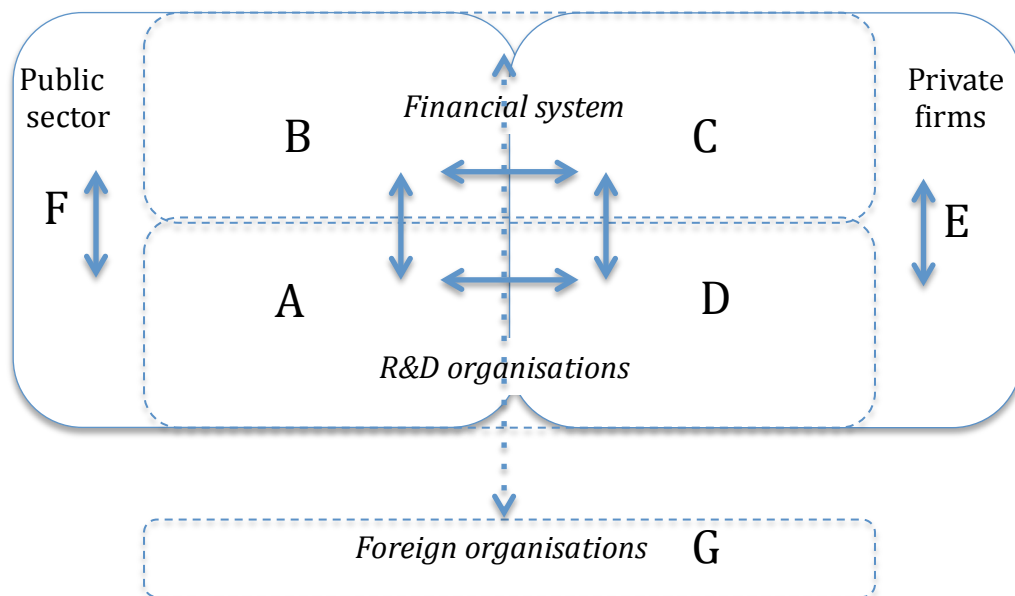 Public
sector
Private
firms
Financial system
B
C
F
E
A
D
R&D organisations
Foreign organisations
G